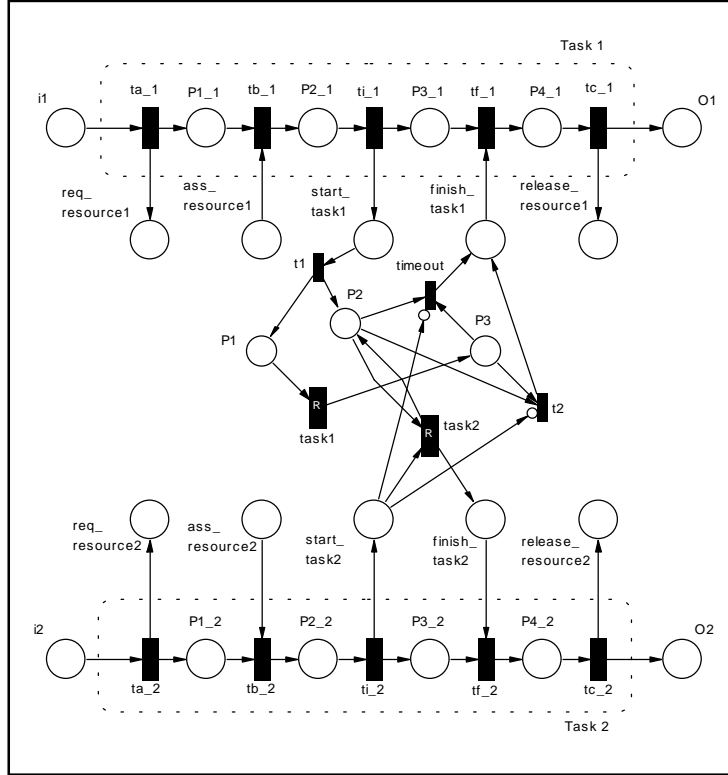 Task 1
i1
ta_1
P1_1
tb_1
P2_1
ti_1
P3_1
tf_1
P4_1
tc_1
O1
req_
resource1
ass_
resource1
start_
task1
finish_
task1
release_
resource1
t1
timeout
P2
P3
P1
R
task1
R
task2
t2
req_
resource2
ass_
resource2
start_
task2
finish_
task2
release_
resource2
i2
P1_2
P2_2
P3_2
P4_2
O2
ta_2
tb_2
ti_2
tf_2
tc_2
Task 2